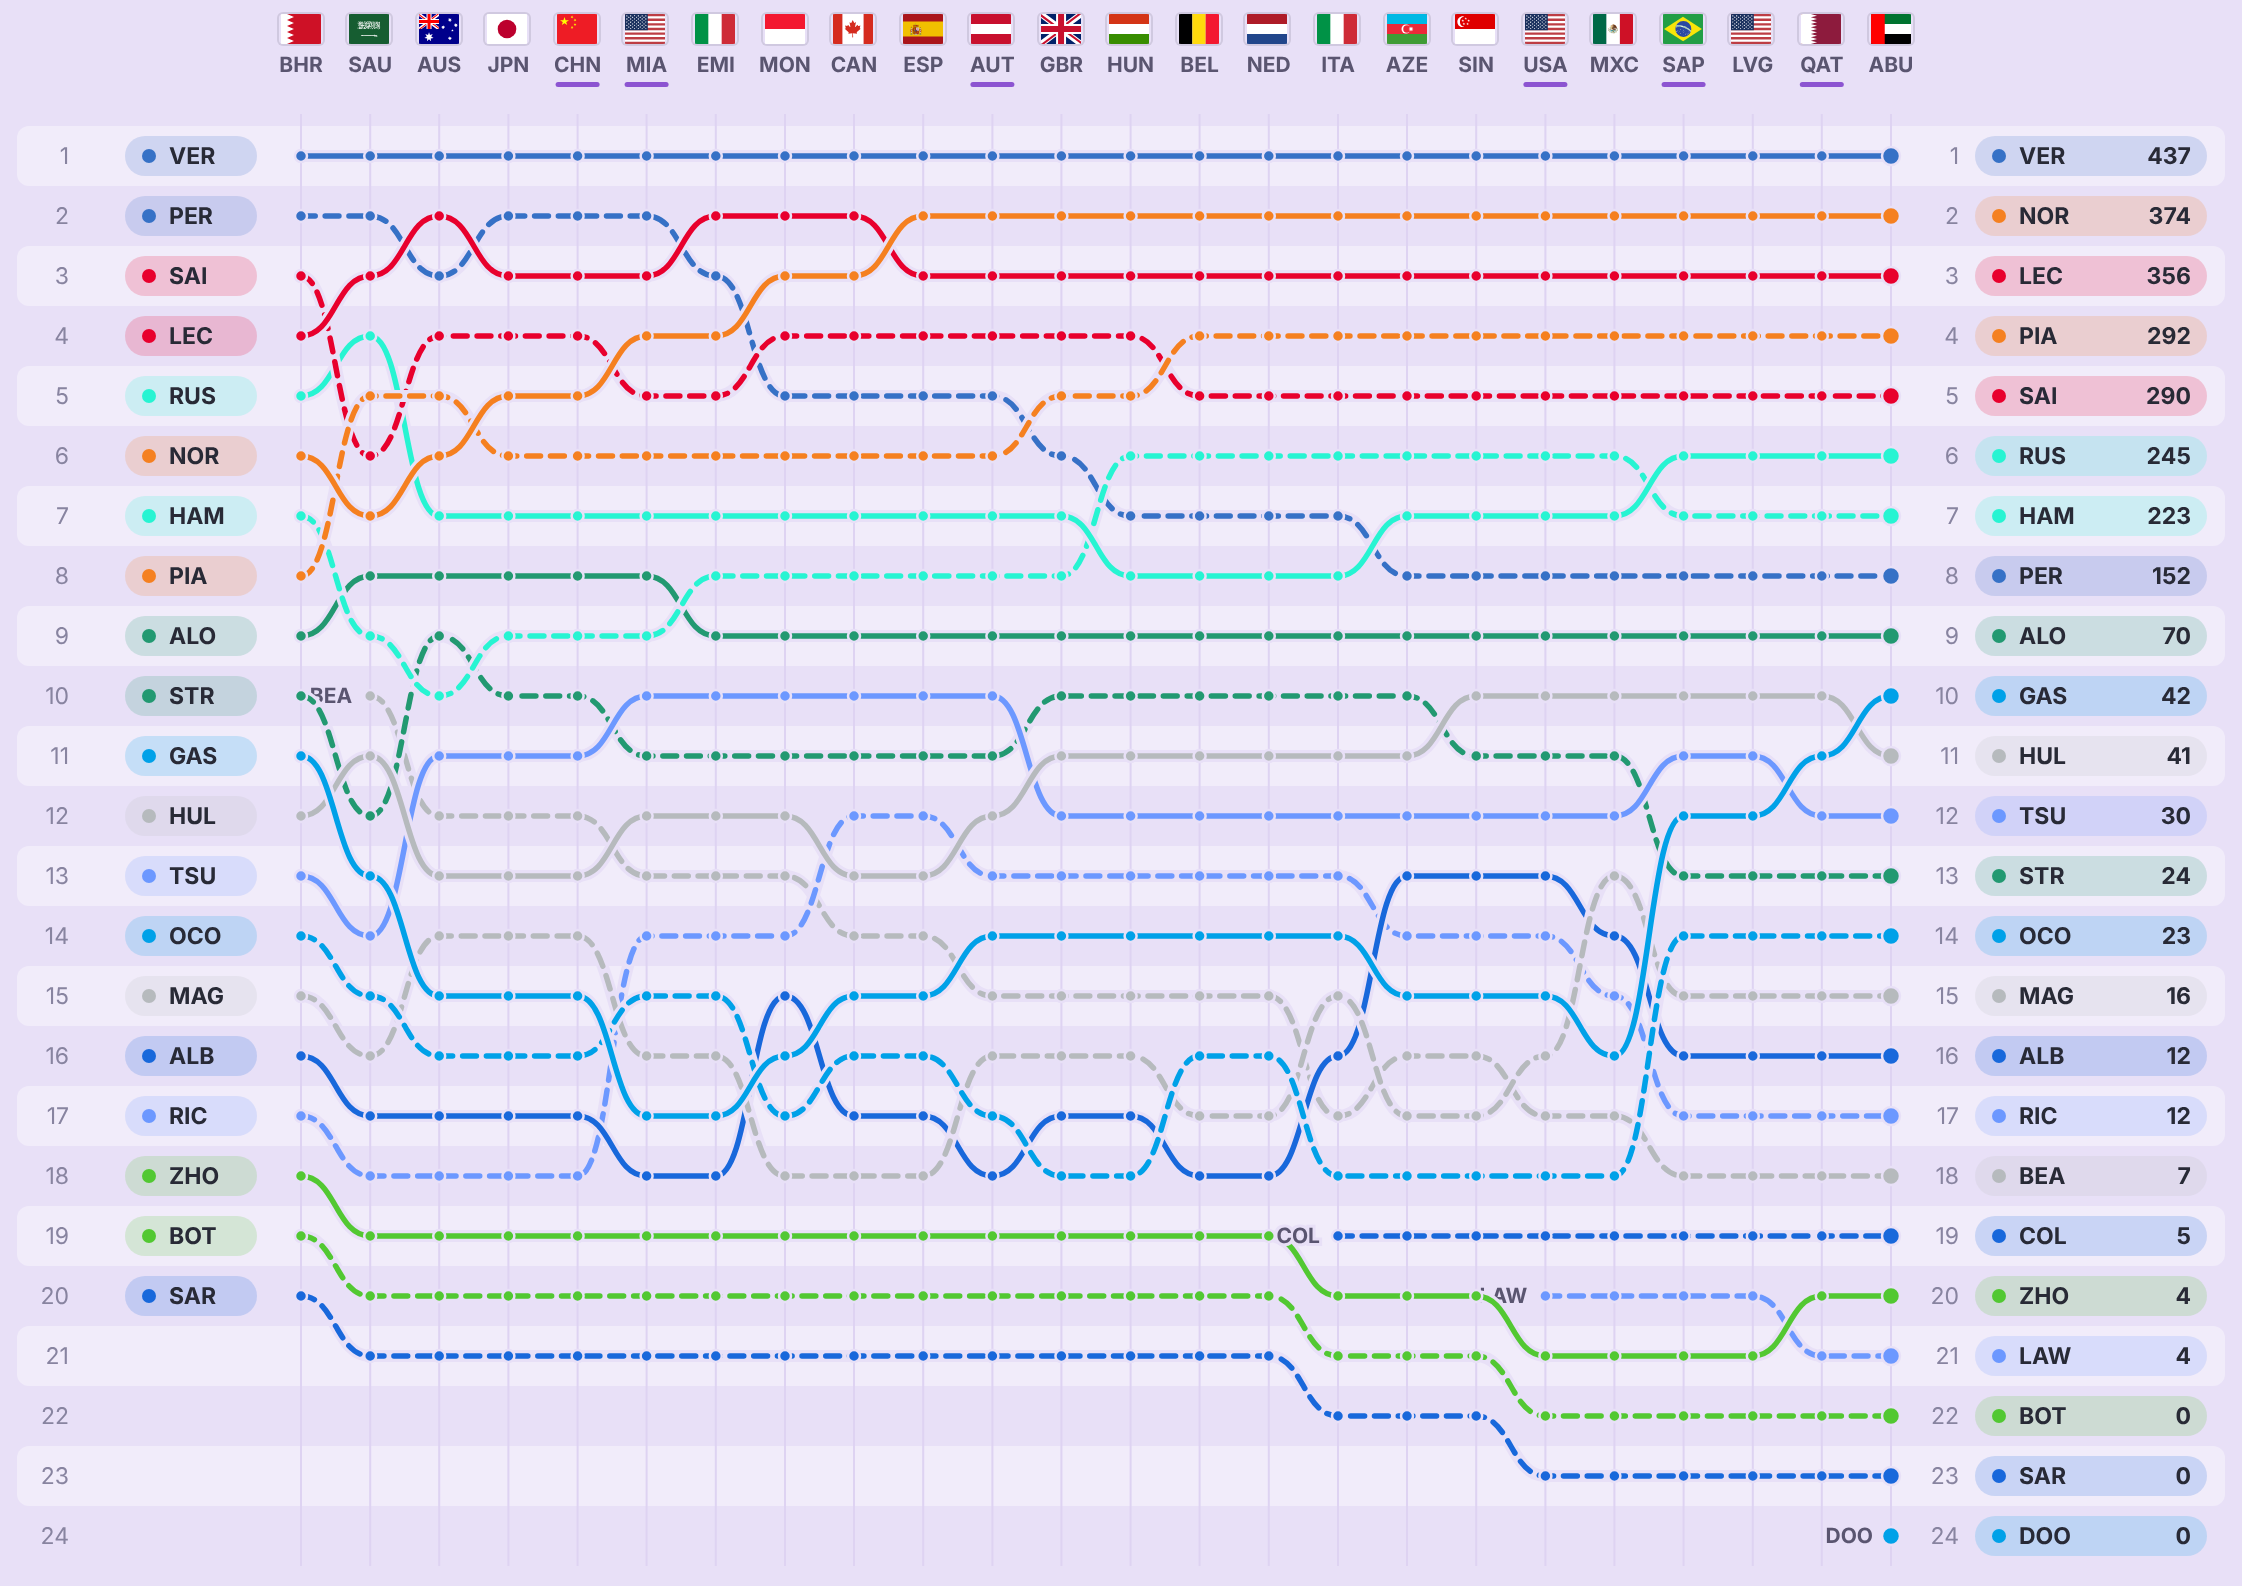 BHR SAU AUS JPN CHN MIA EMI MON CAN ESP AUT GBR HUN BEL NED ITA AZE SIN USA MXC SAP LVG QAT ABU
1 VER 1 VER 437
2 PER 2 NOR 374
3 SAI 3 LEC 356
4 LEC 4 PIA 292
5 RUS 5 SAI 290
6 NOR 6 RUS 245
7 HAM 7 HAM 223
8 PIA 8 PER 152
9 ALO 9 ALO 70
10 STR BEA 10 GAS 42
11 GAS 11 HUL 41
12 HUL 12 TSU 30
13 TSU 13 STR 24
14 OCO 14 OCO 23
15 MAG 15 MAG 16
16 ALB 16 ALB 12
17 RIC 17 RIC 12
18 ZHO 18 BEA 7
19 BOT COL 19 COL 5
20 SAR LAW 20 ZHO 4
21 21 LAW 4
22 22 BOT 0
23 23 SAR 0
24 DOO 24 DOO 0